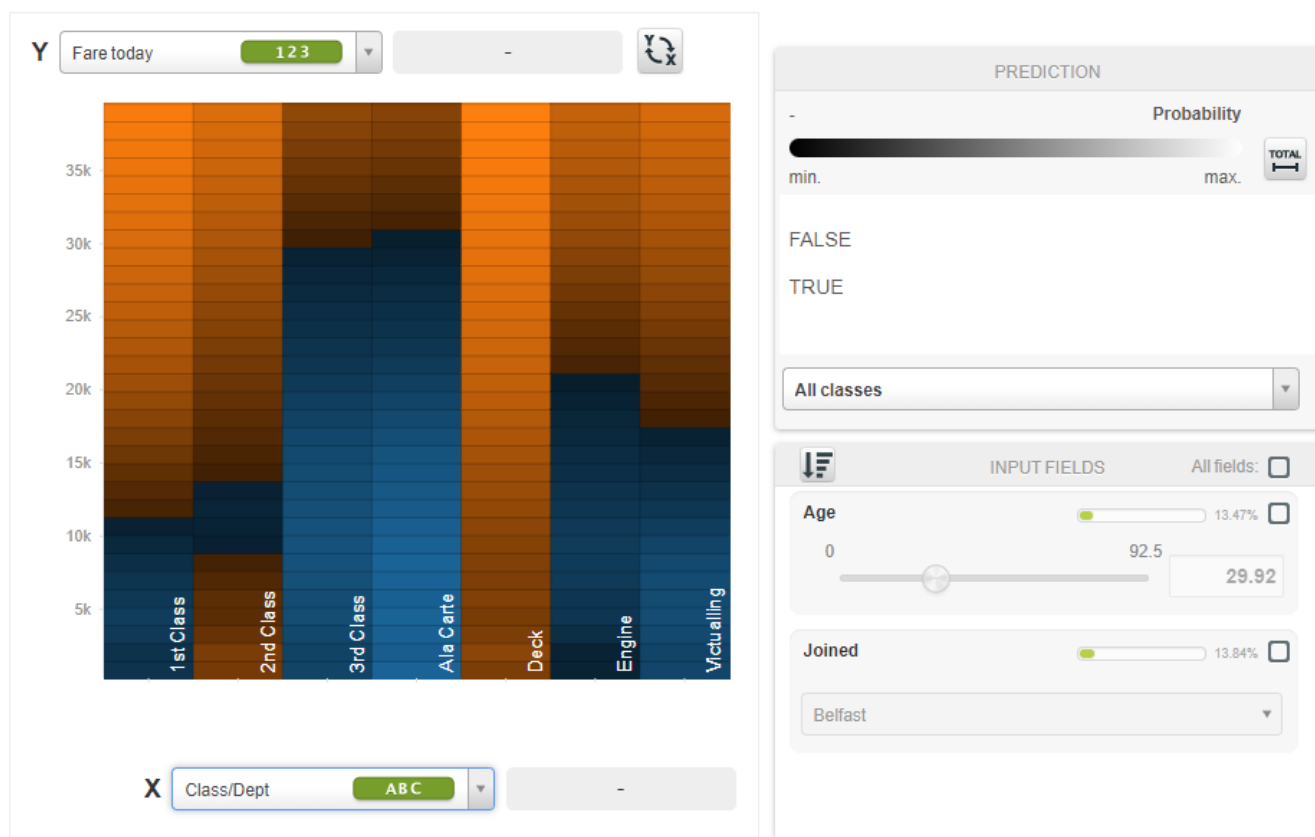 Y
Fare today
123
-
Y X
35k
30k
25k
20k
15k
10k
5k
1st Class
2nd Class
3rd Class
Ala Carte
Deck
Engine
Victualling
X
Class/Dept
ABC
-
PREDICTION
- Probability
TOTAL
min. max.
FALSE
TRUE
All classes
INPUT FIELDS All fields:
Age 13.47%
0 92.5
29.92
Joined 13.84%
Belfast